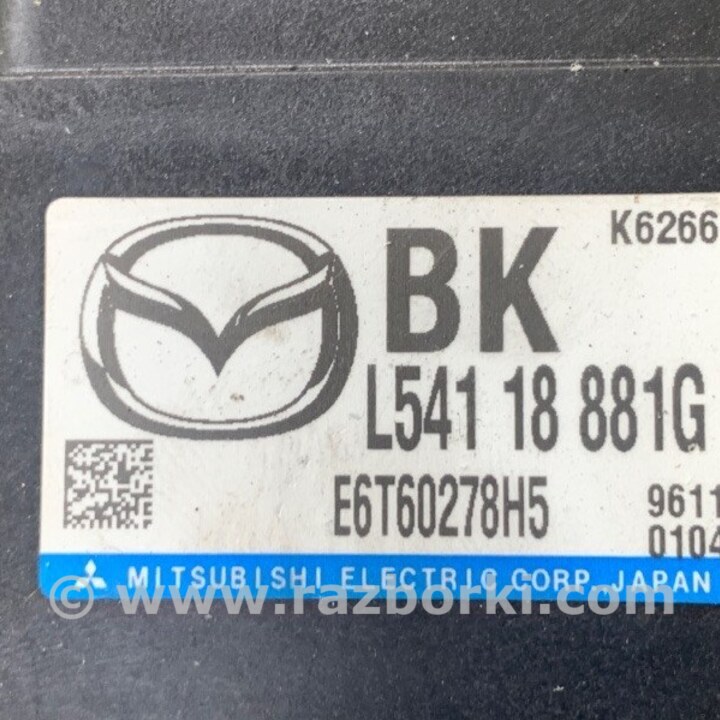 K6266
BK
L541 18 881G
E6T60278H5
9611
0104
MITSUBISHI ELECTRIC CORP. JAPAN
© www.razborki.com